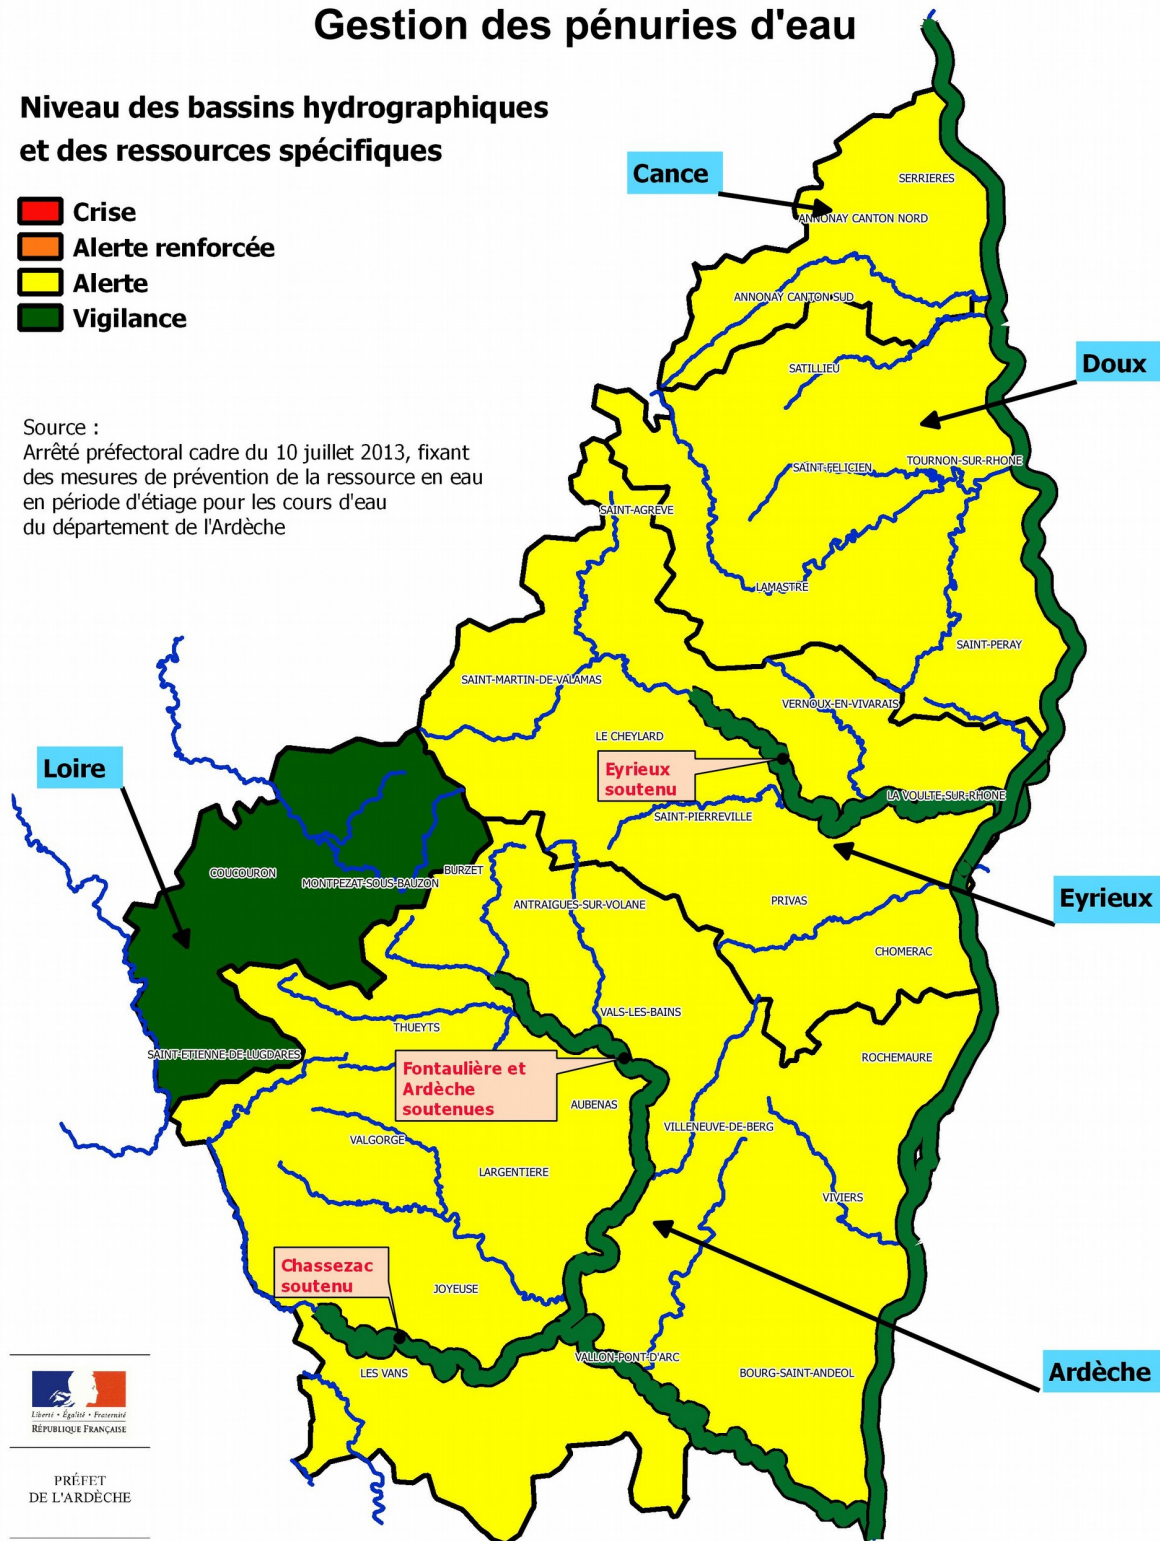 Gestion des pénuries d'eau
Niveau des bassins hydrographiques
et des ressources spécifiques
Crise
Alerte renforcée
Alerte
Vigilance
Source :
Arrêté préfectoral cadre du 10 juillet 2013, fixant
des mesures de prévention de la ressource en eau
en période d'étiage pour les cours d'eau
du département de l'Ardèche
Cance
SERRIERES
ANNONAY CANTON NORD
ANNONAY CANTON SUD
Doux
SATILLIEU
TOURNON-SUR-RHONE
SAINT-FELICIEN
SAINT-AGREVE
LAMASTRE
SAINT-PERAY
SAINT-MARTIN-DE-VALAMAS
VERNOUX-EN-VIVARAIS
LE CHEYLARD
Loire
Eyrieux
soutenu
LA VOULTE-SUR-RHONE
SAINT-PIERREVILLE
COUCOURON
BURZET
MONTPEZAT-SOUS-BAUZON
Eyrieux
PRIVAS
ANTRAIGUES-SUR-VOLANE
CHOMERAC
VALS-LES-BAINS
THUEYTS
SAINT-ETIENNE-DE-LUGDARES
ROCHEMAURE
Fontaulière et
Ardèche
soutenues
AUBENAS
VILLENEUVE-DE-BERG
VALGORGE
LARGENTIERE
VIVIERS
Chassezac
soutenu
JOYEUSE
VALLON-PONT-D'ARC
LES VANS
BOURG-SAINT-ANDEOL
Ardèche
Liberté • Égalité • Fraternité
RÉPUBLIQUE FRANÇAISE
PRÉFET
DE L'ARDÈCHE